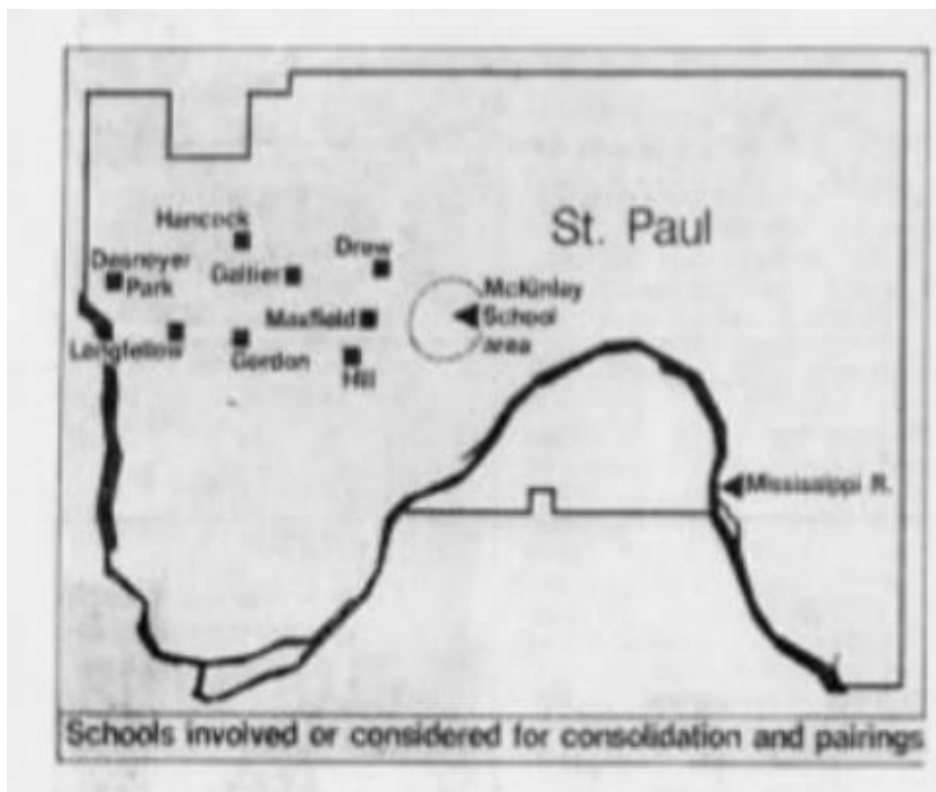 St. Paul
Hancock
Drew
Desnoyer
Park
Galtier
McKinley
School
area
Maxfield
Longfellow
Gordon
Hill
Mississippi R.
Schools involved or considered for consolidation and pairings